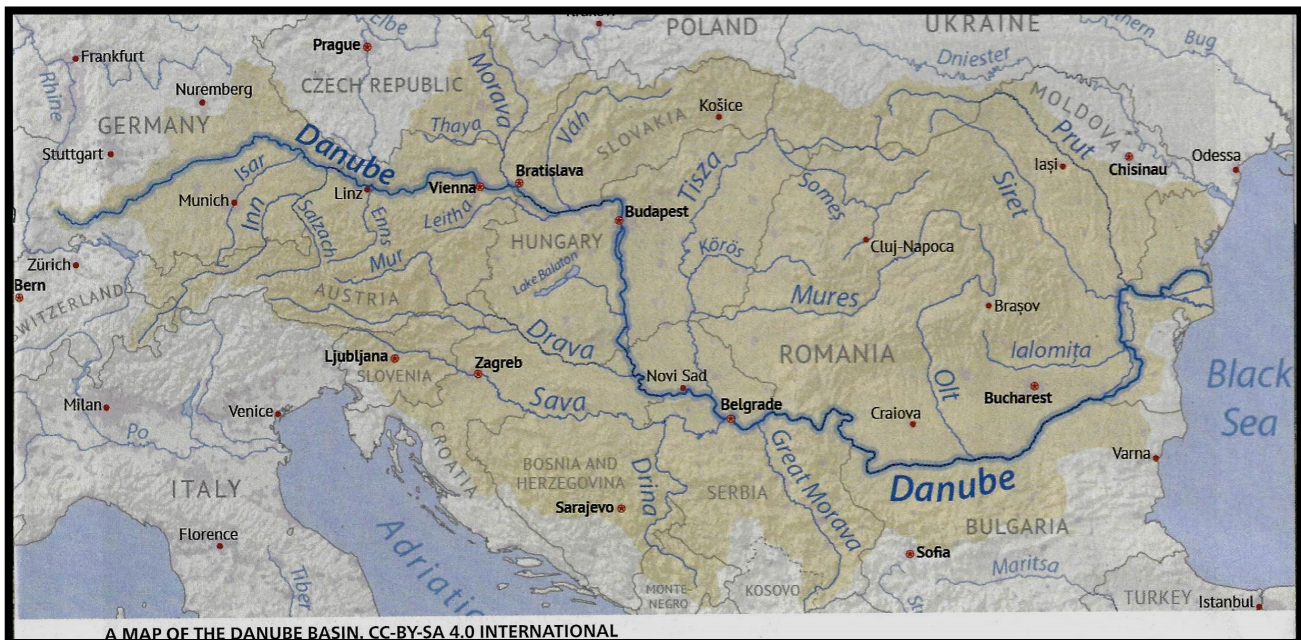 Elbe
POLAND
UKRAINE
Bug
Prague
Dniester
Frankfurt
Rhine
CZECH REPUBLIC
Morava
Nuremberg
Košice
MOLDOVA
GERMANY
Thaya
Váh
SLOVAKIA
Prut
Danube
Stuttgart
Isar
Iași
Chisinau
Odessa
Bratislava
Tisza
Linz
Vienna
Munich
Inn
Salzach
Enns
Leitha
Budapest
Someș
Siret
HUNGARY
Körös
Cluj-Napoca
Zürich
Mur
Lake Balaton
Bern
SWITZERLAND
AUSTRIA
Mures
Brașov
Drava
Ljubljana
SLOVENIA
Zagreb
ROMANIA
Ialomița
Novi Sad
Olt
Bucharest
Black
Sea
Milan
Venice
Sava
Belgrade
Craiova
Po
CROATIA
BOSNIA AND
HERZEGOVINA
Drina
SERBIA
Great Morava
Varna
ITALY
Danube
Sarajevo
BULGARIA
Florence
Adriatic
Sofia
Tiber
Maritsa
MONTE-
NEGRO
KOSOVO
TURKEY
Istanbul
A MAP OF THE DANUBE BASIN. CC-BY-SA 4.0 INTERNATIONAL